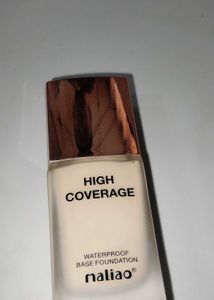 HIGH
COVERAGE
WATERPROOF
BASE FOUNDATION
maliao®